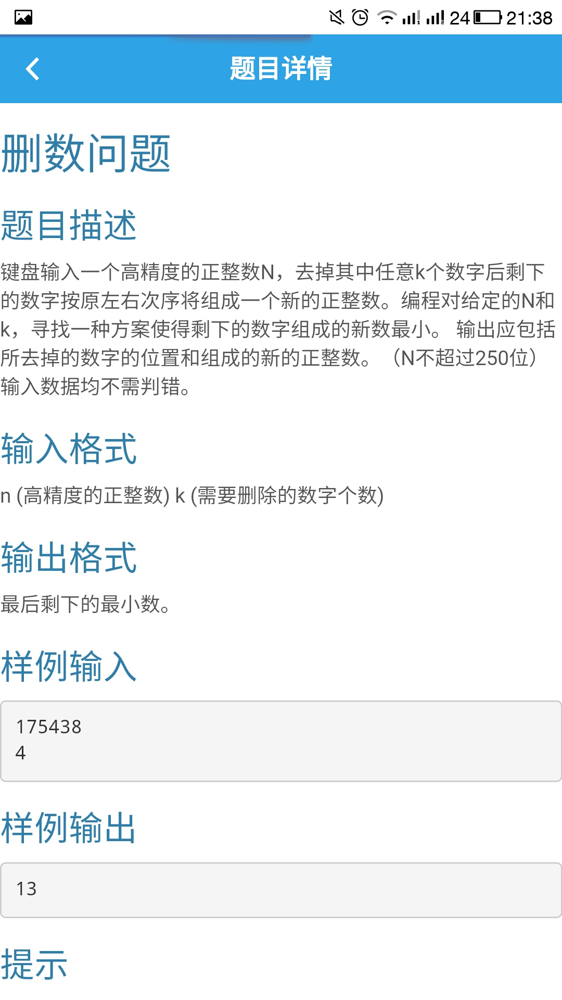 24 21:38
题目详情
删数问题
题目描述
键盘输入一个高精度的正整数N，去掉其中任意k个数字后剩下
的数字按原左右次序将组成一个新的正整数。编程对给定的N和
k，寻找一种方案使得剩下的数字组成的新数最小。 输出应包括
所去掉的数字的位置和组成的新的正整数。（N不超过250位）
输入数据均不需判错。
输入格式
n (高精度的正整数) k (需要删除的数字个数)
输出格式
最后剩下的最小数。
样例输入
175438
4
样例输出
13
提示